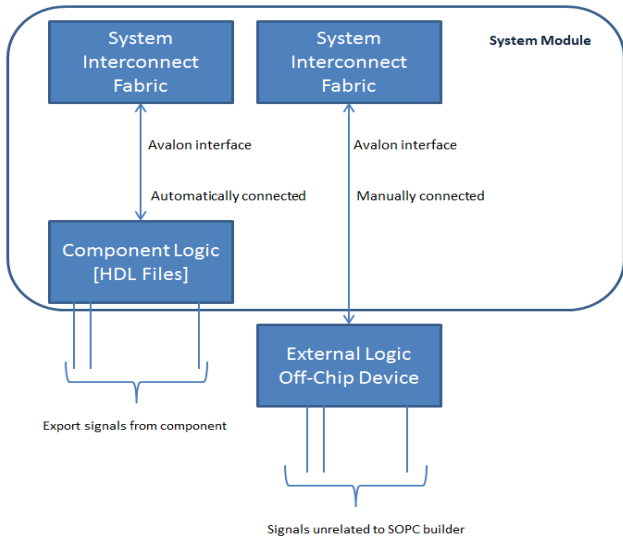 System
Interconnect
Fabric
System
Interconnect
Fabric
System Module
Avalon interface
Avalon interface
Automatically connected
Manually connected
Component Logic
[HDL Files]
External Logic
Off-Chip Device
Export signals from component
Signals unrelated to SOPC builder